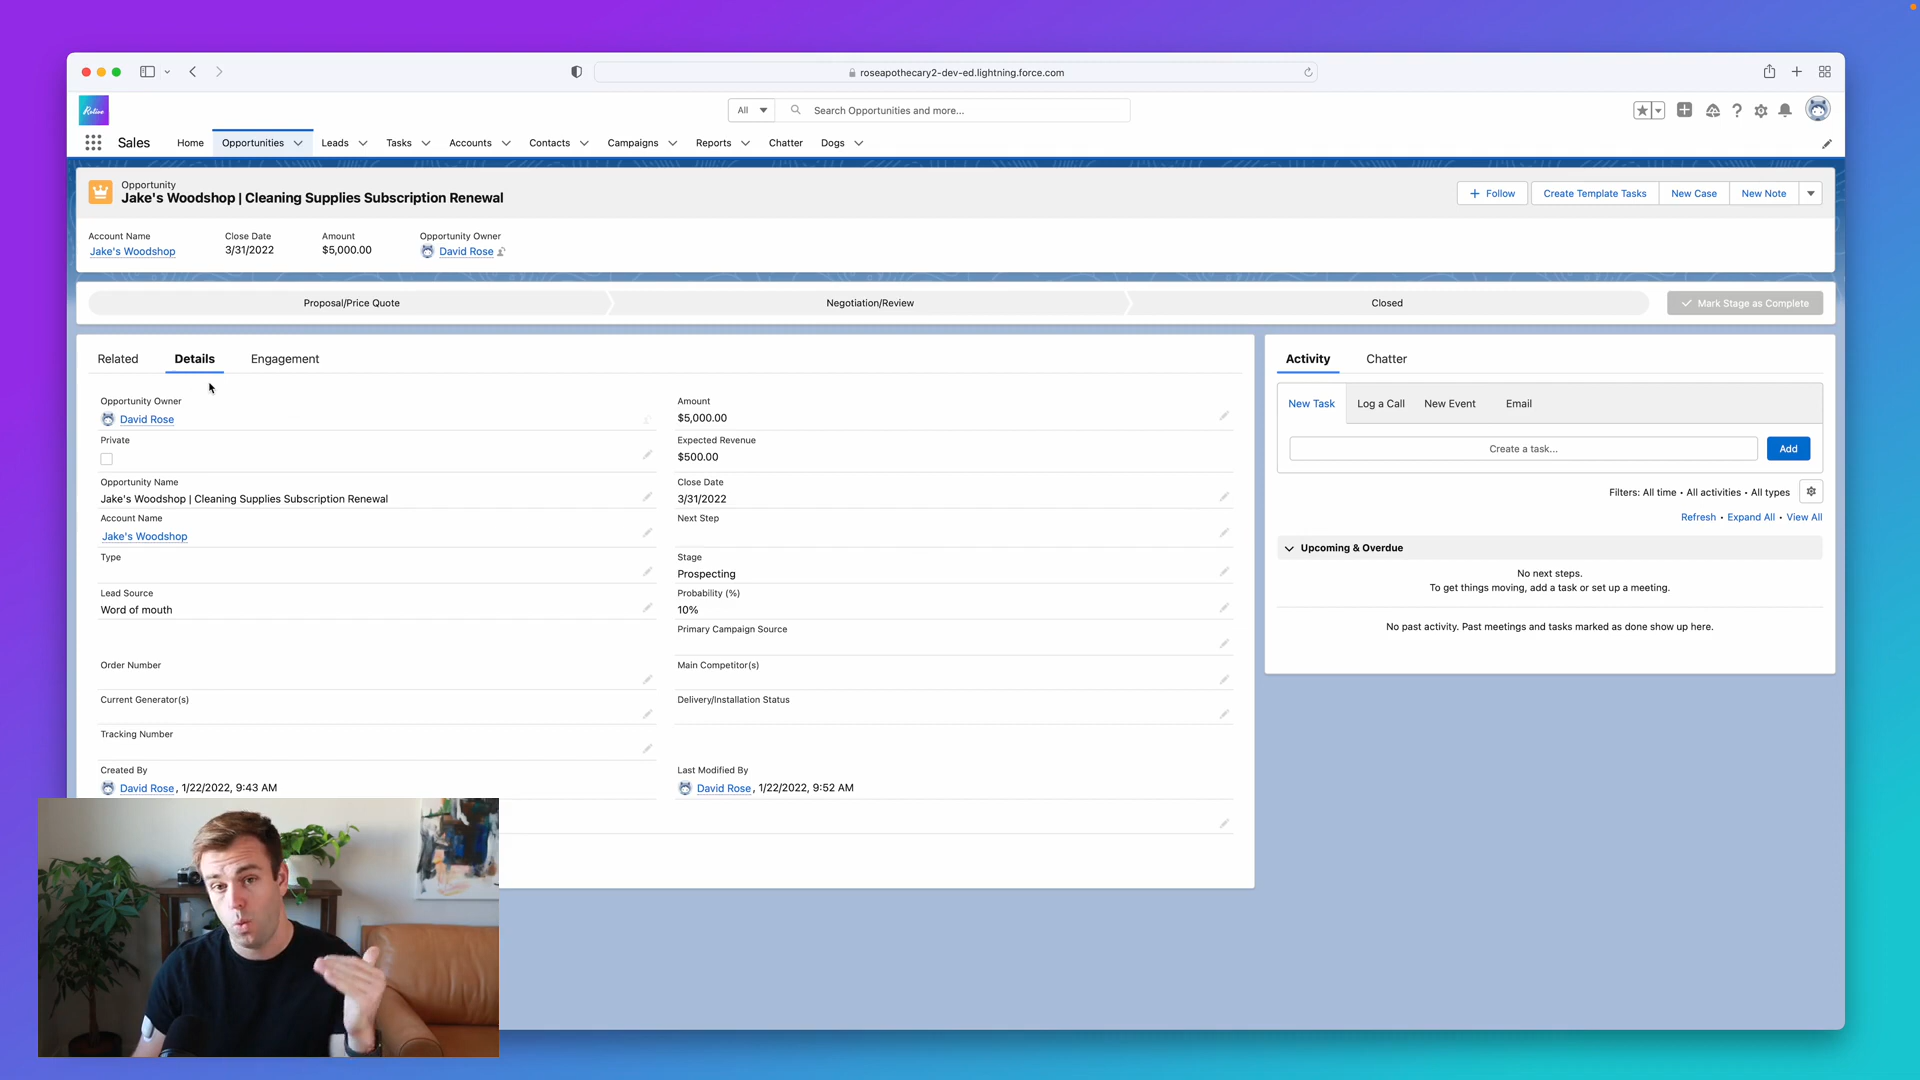 roseapothecary2-dev-ed.lightning.force.com
Relive
All
Search Opportunities and more...
Sales
Home
Opportunities
Leads
Tasks
Accounts
Contacts
Campaigns
Reports
Chatter
Dogs
Opportunity
Jake's Woodshop | Cleaning Supplies Subscription Renewal
+ Follow
Create Template Tasks
New Case
New Note
Account Name
Jake's Woodshop
Close Date
3/31/2022
Amount
$5,000.00
Opportunity Owner
David Rose
Proposal/Price Quote
Negotiation/Review
Closed
Mark Stage as Complete
Related
Details
Engagement
Opportunity Owner
David Rose
Private
Opportunity Name
Jake's Woodshop | Cleaning Supplies Subscription Renewal
Account Name
Jake's Woodshop
Type
Lead Source
Word of mouth
Order Number
Current Generator(s)
Tracking Number
Created By
David Rose, 1/22/2022, 9:43 AM
Amount
$5,000.00
Expected Revenue
$500.00
Close Date
3/31/2022
Next Step
Stage
Prospecting
Probability (%)
10%
Primary Campaign Source
Main Competitor(s)
Delivery/Installation Status
Last Modified By
David Rose, 1/22/2022, 9:52 AM
Activity
Chatter
New Task
Log a Call
New Event
Email
Create a task...
Add
Filters: All time • All activities • All types
Refresh • Expand All • View All
Upcoming & Overdue
No next steps.
To get things moving, add a task or set up a meeting.
No past activity. Past meetings and tasks marked as done show up here.